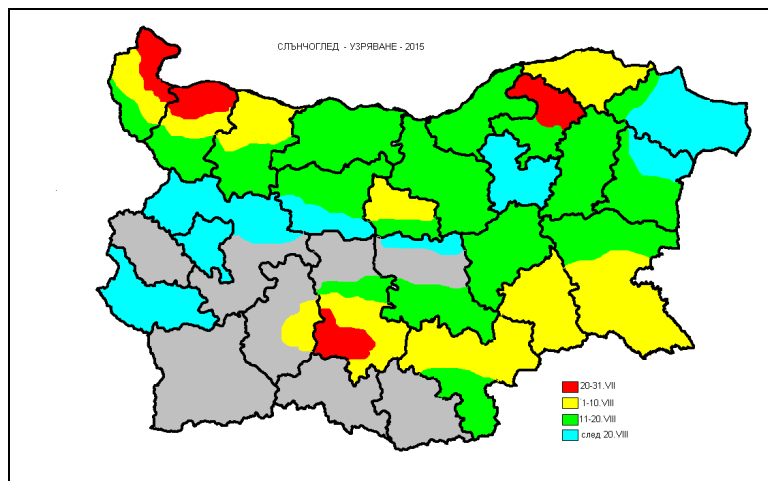 СЛЪНЧОГЛЕД - УЗРЯВАНЕ - 2015
20-31.VII
1-10.VIII
11-20.VIII
след 20.VIII